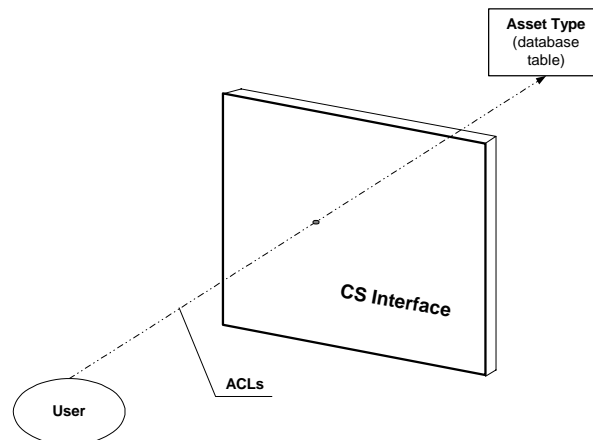 Asset Type
(database
table)
CS Interface
ACLs
User